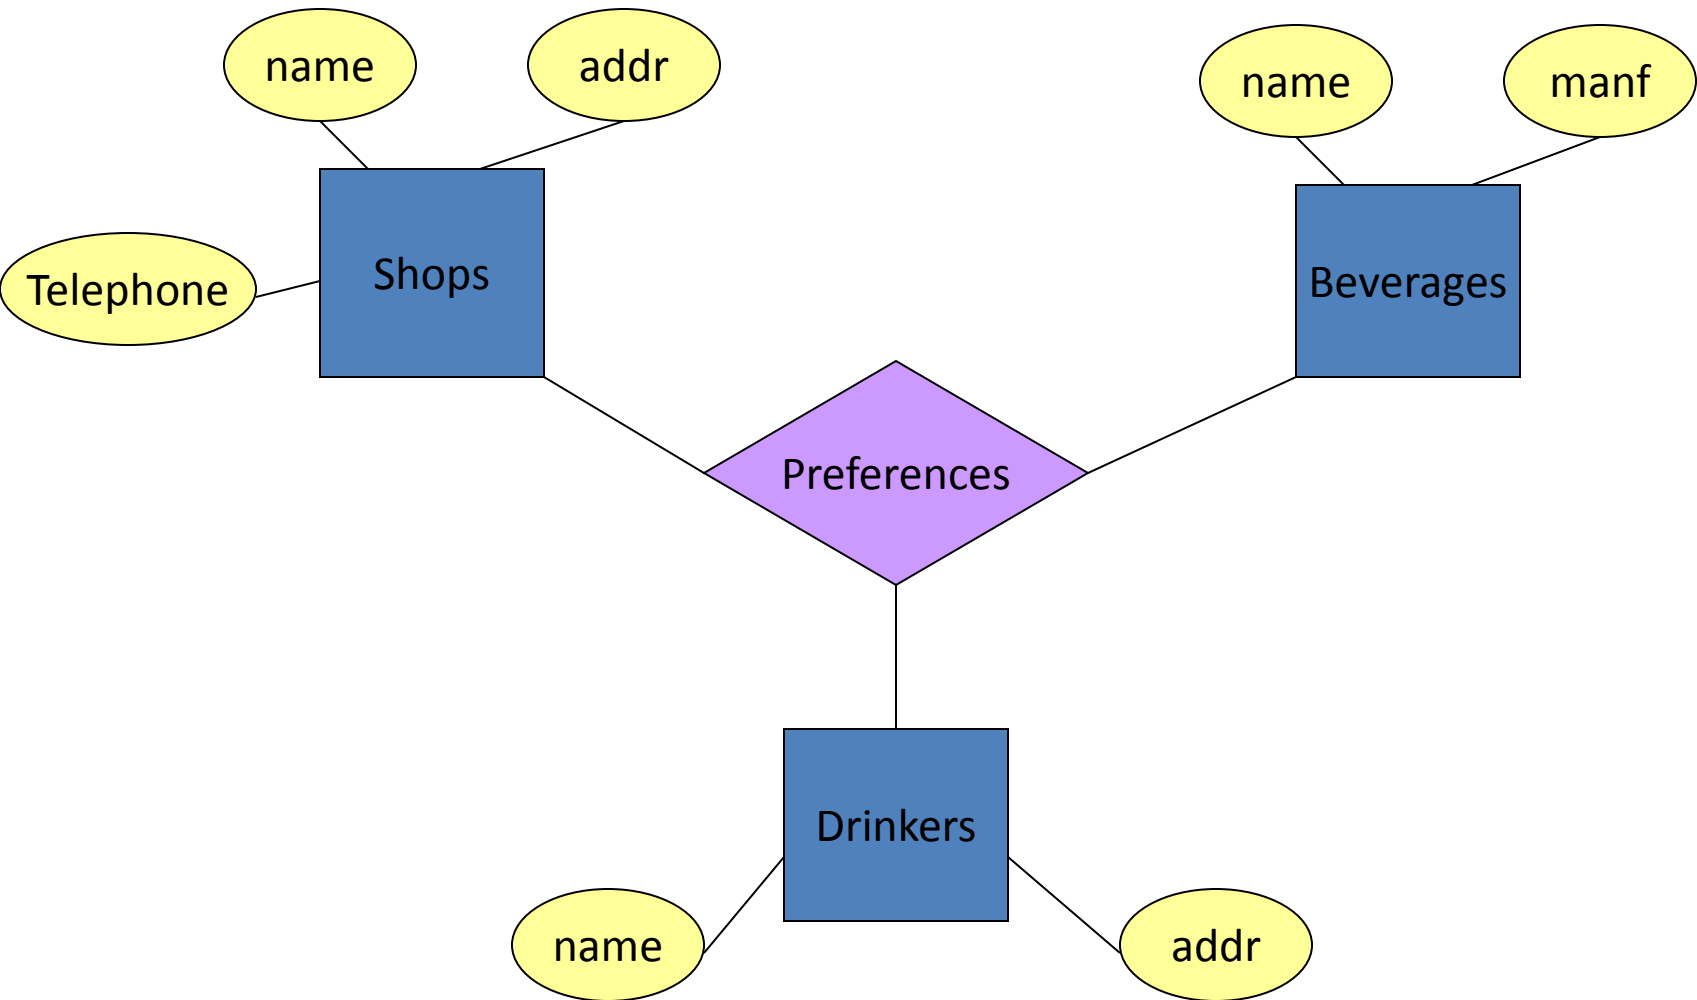 name
addr
name
manf
Shops
Telephone
Beverages
Preferences
Drinkers
name
addr